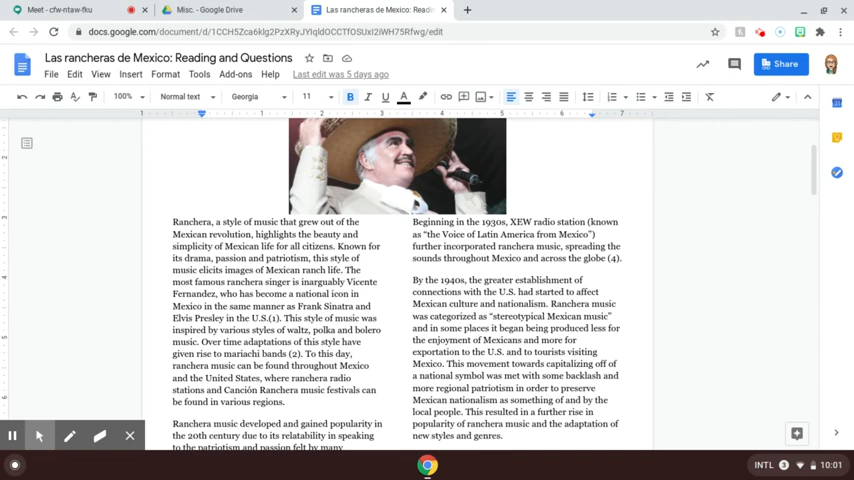 Meet - cfw-ntaw-fku
Misc. - Google Drive
Las rancheras de Mexico: Readin
docs.google.com/document/d/1CCH5Zca6klg2PzXRyJYIqldOCCTfOSUxI2iWH75Rfwg/edit
Las rancheras de Mexico: Reading and Questions
Share
File Edit View Insert Format Tools Add-ons Help Last edit was 5 days ago
100% Normal text Georgia 11 B I U A
1 1 2 3 4 5 6 7
Ranchera, a style of music that grew out of the
Mexican revolution, highlights the beauty and
simplicity of Mexican life for all citizens. Known for
its drama, passion and patriotism, this style of
music elicits images of Mexican ranch life. The
most famous ranchera singer is inarguably Vicente
Fernandez, who has become a national icon in
Mexico in the same manner as Frank Sinatra and
Elvis Presley in the U.S.(1). This style of music was
inspired by various styles of waltz, polka and bolero
music. Over time adaptations of this style have
given rise to mariachi bands (2). To this day,
ranchera music can be found throughout Mexico
and the United States, where ranchera radio
stations and Canción Ranchera music festivals can
be found in various regions.
Ranchera music developed and gained popularity in
the 20th century due to its relatability in speaking
to the patriotism and passion felt by many
Beginning in the 1930s, XEW radio station (known
as “the Voice of Latin America from Mexico”)
further incorporated ranchera music, spreading the
sounds throughout Mexico and across the globe (4).
By the 1940s, the greater establishment of
connections with the U.S. had started to affect
Mexican culture and nationalism. Ranchera music
was categorized as “stereotypical Mexican music”
and in some places it began being produced less for
the enjoyment of Mexicans and more for
exportation to the U.S. and to tourists visiting
Mexico. This movement towards capitalizing off of
a national symbol was met with some backlash and
more regional patriotism in order to preserve
Mexican nationalism as something of and by the
local people. This resulted in a further rise in
popularity of ranchera music and the adaptation of
new styles and genres.
INTL 3 10:01